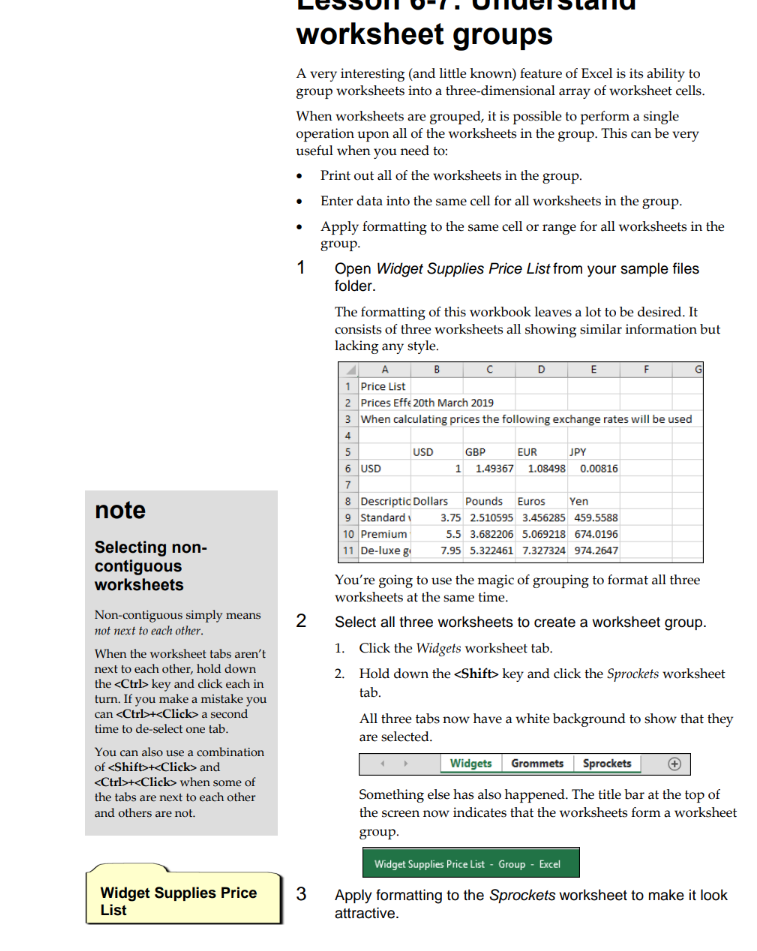 Lesson 6-7: Understand
worksheet groups
A very interesting (and little known) feature of Excel is its ability to
group worksheets into a three-dimensional array of worksheet cells.
When worksheets are grouped, it is possible to perform a single
operation upon all of the worksheets in the group. This can be very
useful when you need to:
• Print out all of the worksheets in the group.
• Enter data into the same cell for all worksheets in the group.
• Apply formatting to the same cell or range for all worksheets in the
group.
1 Open Widget Supplies Price List from your sample files
folder.
The formatting of this workbook leaves a lot to be desired. It
consists of three worksheets all showing similar information but
lacking any style.
A B C D E F G
1 Price List
2 Prices Effe 20th March 2019
3 When calculating prices the following exchange rates will be used
4
5 USD GBP EUR JPY
6 USD 1 1.49367 1.08498 0.00816
7
8 Descriptic Dollars Pounds Euros Yen
9 Standard 3.75 2.510595 3.456285 459.5588
10 Premium 5.5 3.682206 5.069218 674.0196
11 De-luxe g 7.95 5.322461 7.327324 974.2647
You're going to use the magic of grouping to format all three
worksheets at the same time.
2 Select all three worksheets to create a worksheet group.
1. Click the Widgets worksheet tab.
2. Hold down the <Shift> key and click the Sprockets worksheet
tab.
All three tabs now have a white background to show that they
are selected.
Widgets Grommets Sprockets
Something else has also happened. The title bar at the top of
the screen now indicates that the worksheets form a worksheet
group.
Widget Supplies Price List - Group - Excel
3 Apply formatting to the Sprockets worksheet to make it look
attractive.
note
Selecting non-
contiguous
worksheets
Non-contiguous simply means
not next to each other.
When the worksheet tabs aren't
next to each other, hold down
the <Ctrl> key and click each in
turn. If you make a mistake you
can <Ctrl>+<Click> a second
time to de-select one tab.
You can also use a combination
of <Shift>+<Click> and
<Ctrl>+<Click> when some of
the tabs are next to each other
and others are not.
Widget Supplies Price
List